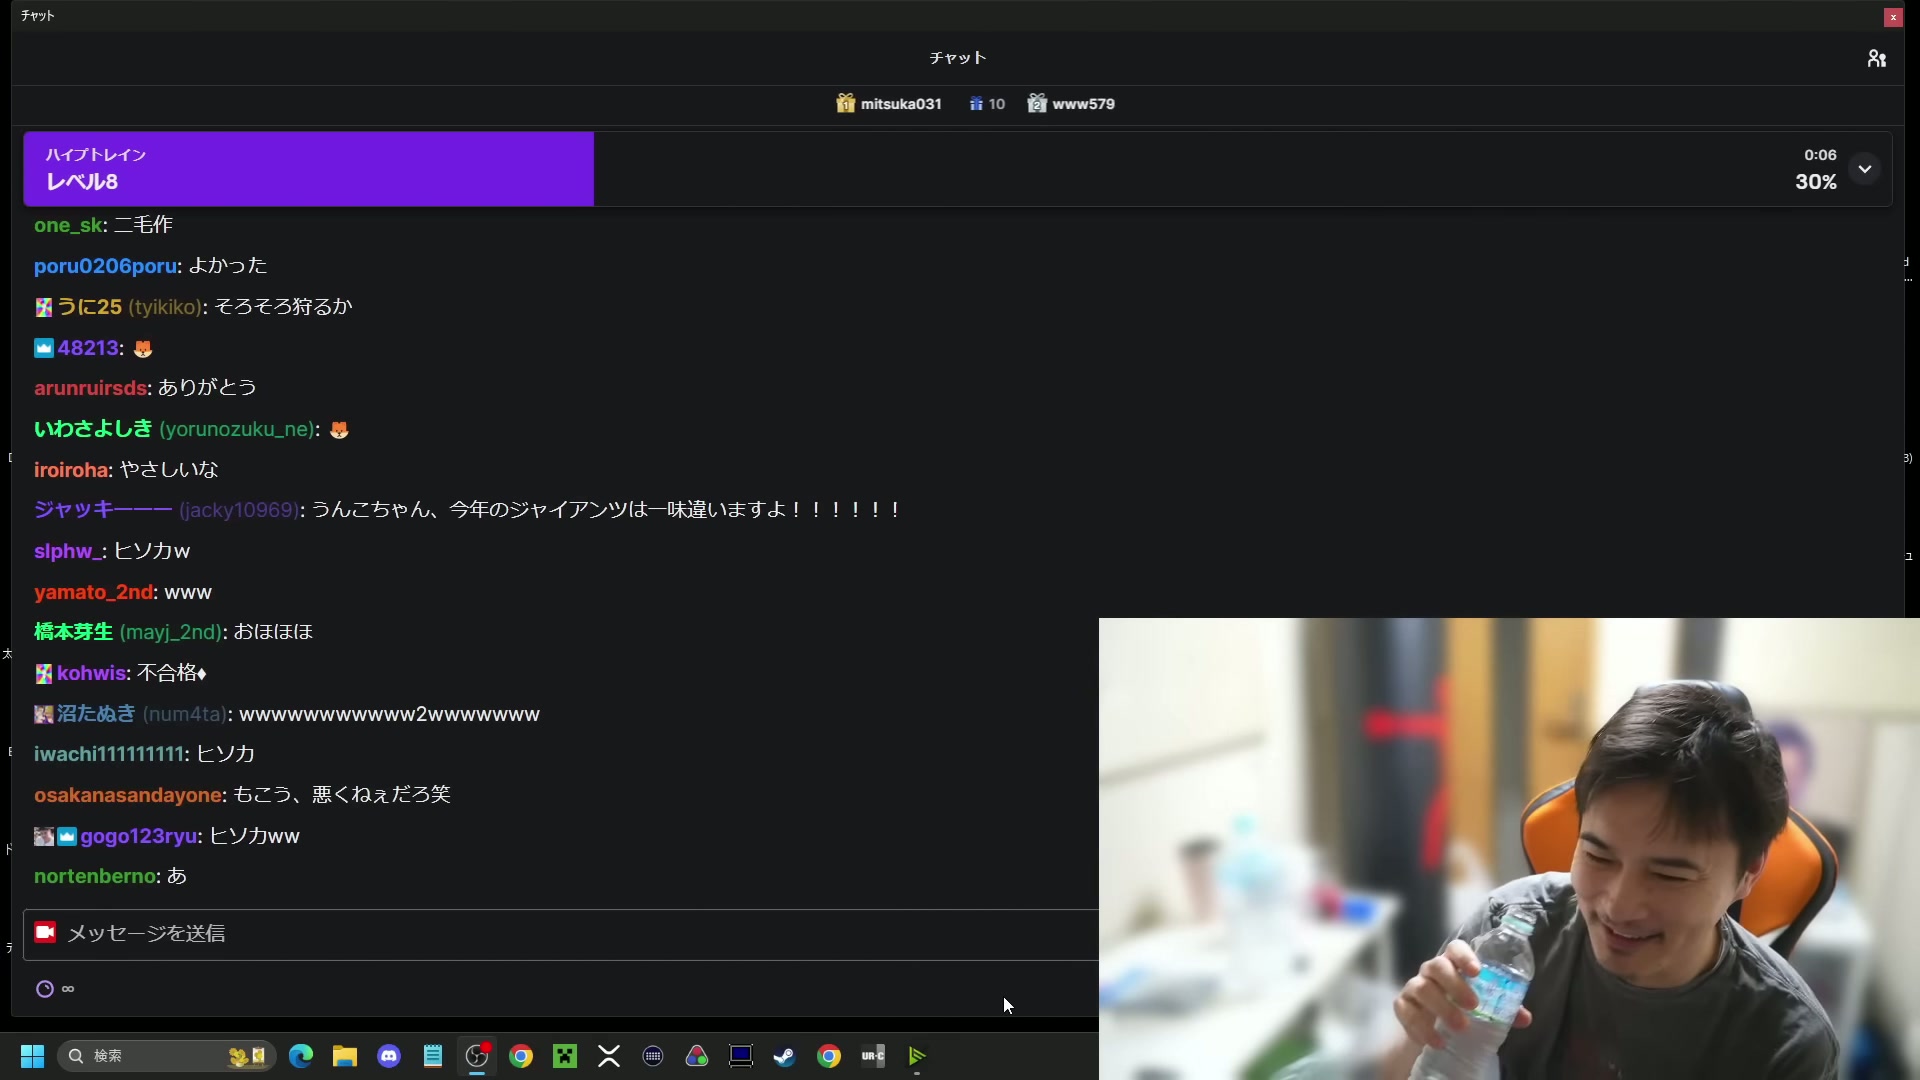 チャット
チャット
mitsuka031 10 www579
ハイプトレイン
レベル8
0:06
30%
one_sk: 二毛作
poru0206poru: よかった
うに25 (tyikiko): そろそろ狩るか
48213:
arunruirsds: ありがとう
いわさよしき (yorunozuku_ne):
iroiroha: やさしいな
ジャッキーーー (jacky10969): うんこちゃん、今年のジャイアンツは一味違いますよ！！！！！！
slphw_: ヒソカw
yamato_2nd: www
橋本芽生 (mayj_2nd): おほほほ
kohwis: 不合格♦
沼たぬき (num4ta): wwwwwwwwwww2wwwwwww
iwachi111111111: ヒソカ
osakanasandayone: もこう、悪くねぇだろ笑
gogo123ryu: ヒソカww
nortenberno: あ
メッセージを送信
∞
検索
UR-C